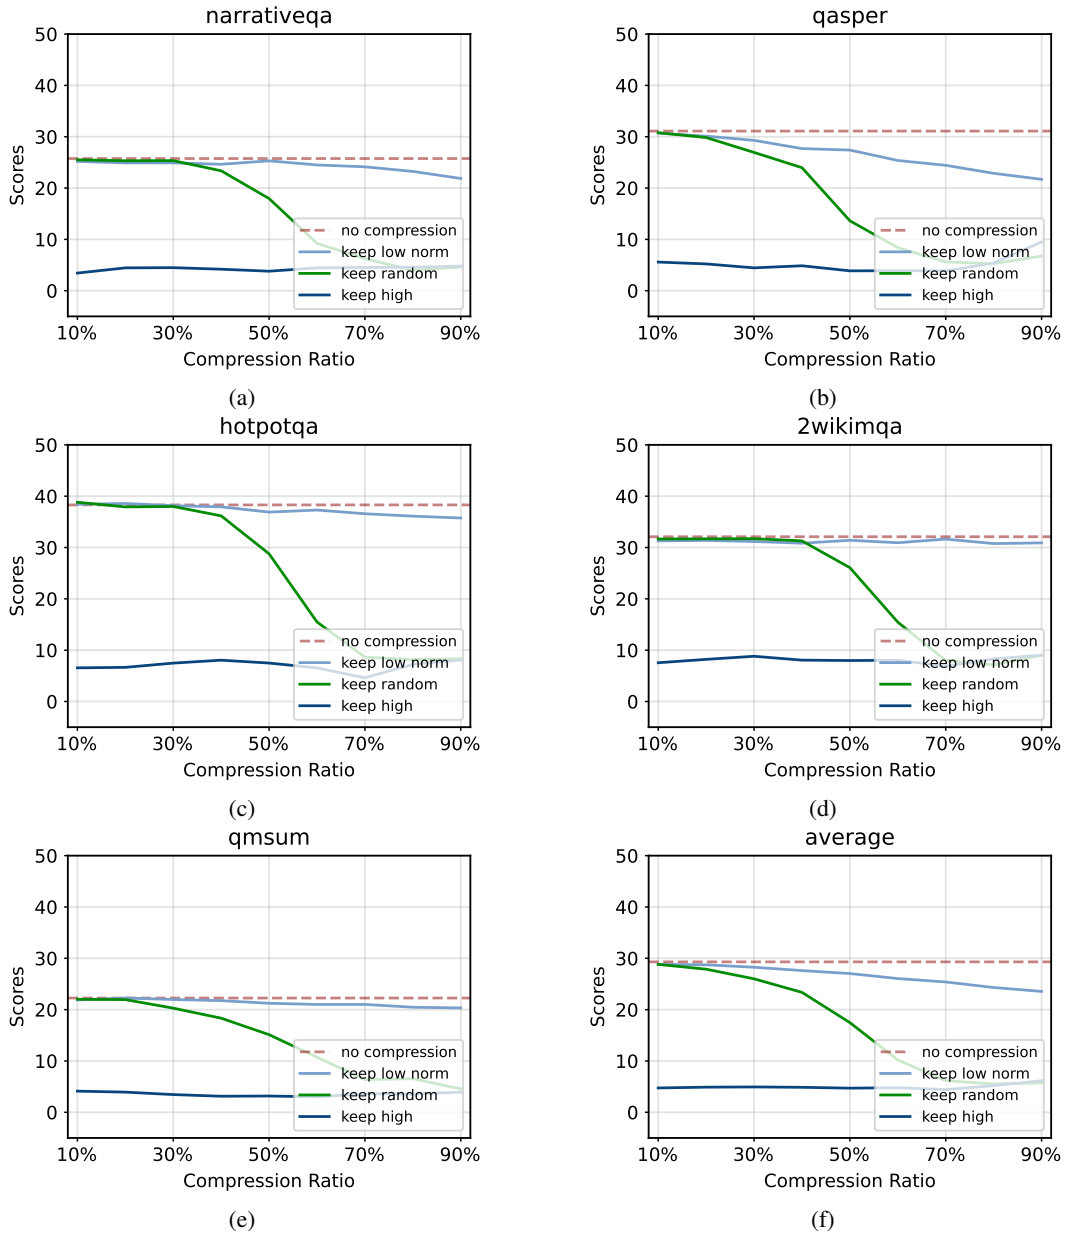 narrativeqa
50
40
30
20
10
0
Scores
no compression
keep low norm
keep random
keep high
10% 30% 50% 70% 90%
Compression Ratio
(a)
qasper
50
40
30
20
10
0
Scores
no compression
keep low norm
keep random
keep high
10% 30% 50% 70% 90%
Compression Ratio
(b)
hotpotqa
50
40
30
20
10
0
Scores
no compression
keep low norm
keep random
keep high
10% 30% 50% 70% 90%
Compression Ratio
(c)
2wikimqa
50
40
30
20
10
0
Scores
no compression
keep low norm
keep random
keep high
10% 30% 50% 70% 90%
Compression Ratio
(d)
qmsum
50
40
30
20
10
0
Scores
no compression
keep low norm
keep random
keep high
10% 30% 50% 70% 90%
Compression Ratio
(e)
average
50
40
30
20
10
0
Scores
no compression
keep low norm
keep random
keep high
10% 30% 50% 70% 90%
Compression Ratio
(f)